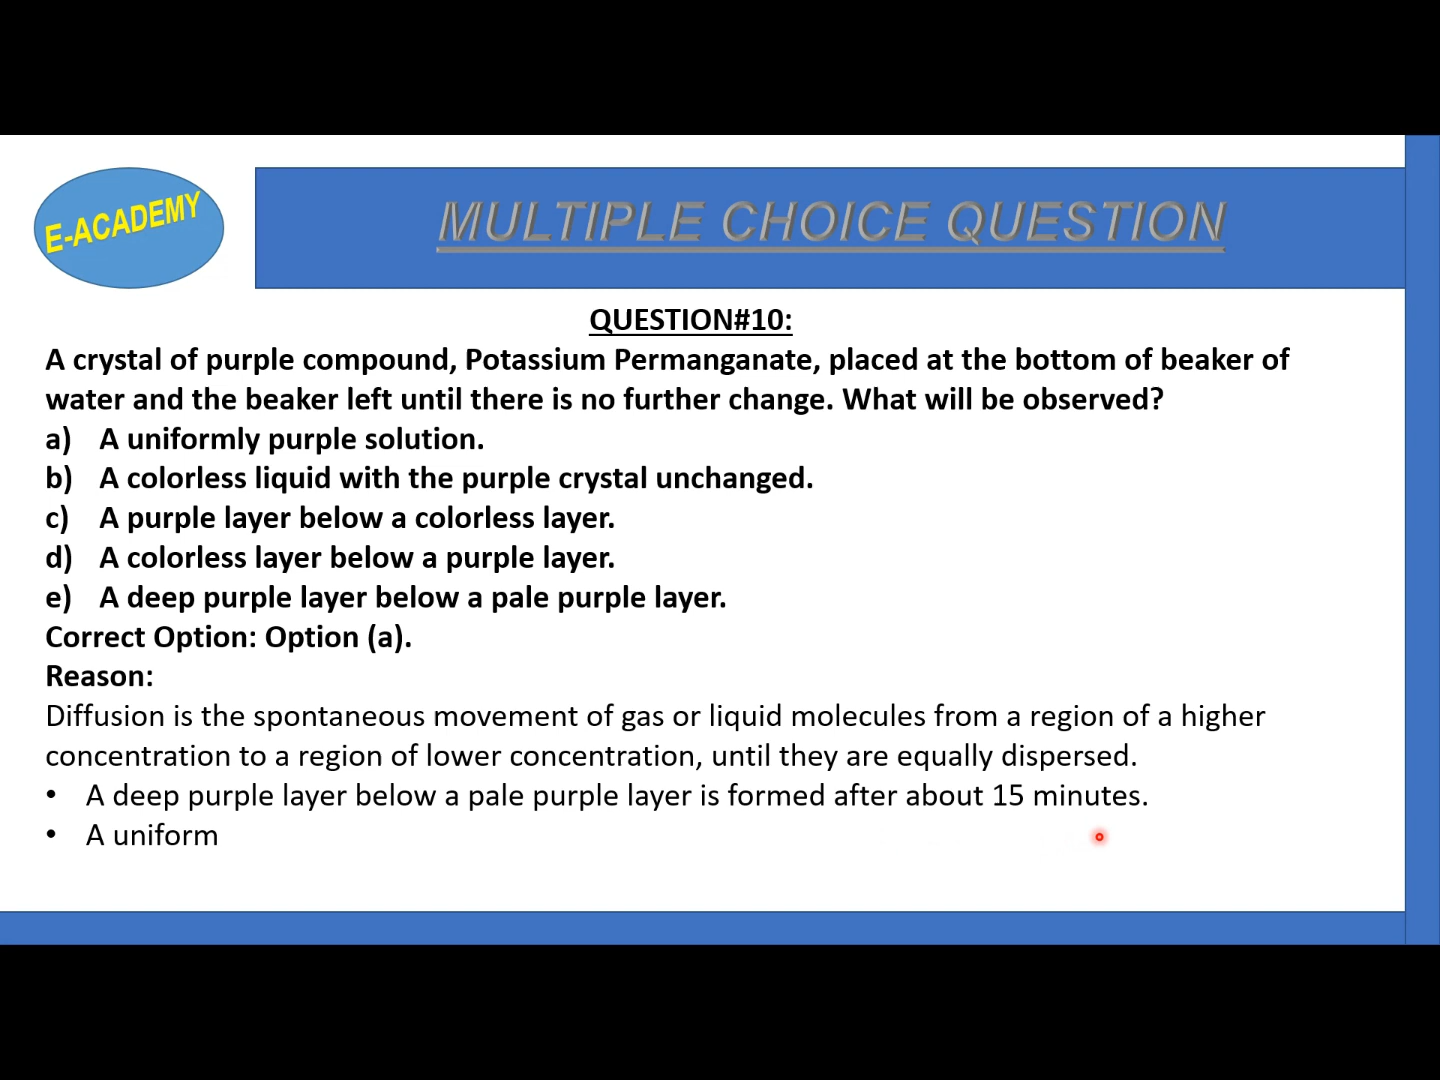 E-ACADEMY
MULTIPLE CHOICE QUESTION
QUESTION#10:
A crystal of purple compound, Potassium Permanganate, placed at the bottom of beaker of
water and the beaker left until there is no further change. What will be observed?
a) A uniformly purple solution.
b) A colorless liquid with the purple crystal unchanged.
c) A purple layer below a colorless layer.
d) A colorless layer below a purple layer.
e) A deep purple layer below a pale purple layer.
Correct Option: Option (a).
Reason:
Diffusion is the spontaneous movement of gas or liquid molecules from a region of a higher
concentration to a region of lower concentration, until they are equally dispersed.
• A deep purple layer below a pale purple layer is formed after about 15 minutes.
• A uniform